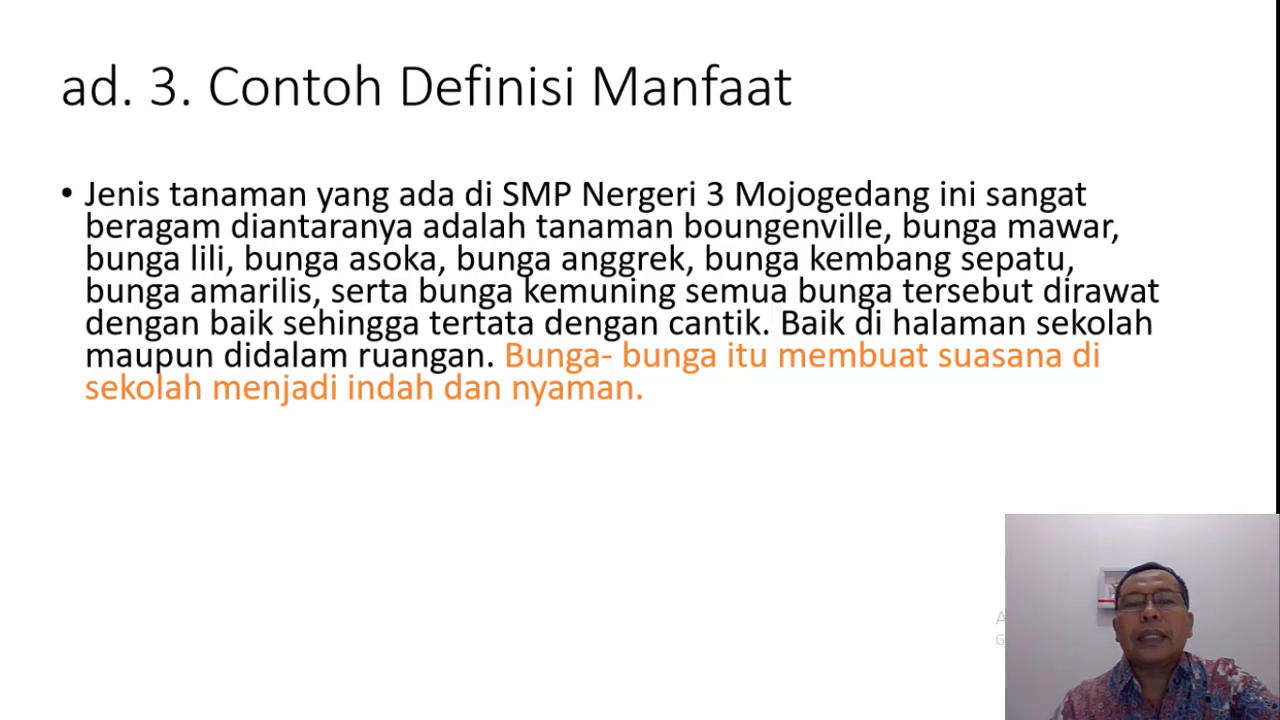 ad. 3. Contoh Definisi Manfaat
• Jenis tanaman yang ada di SMP Nergeri 3 Mojogedang ini sangat
beragam diantaranya adalah tanaman boungenville, bunga mawar,
bunga lili, bunga asoka, bunga anggrek, bunga kembang sepatu,
bunga amarilis, serta bunga kemuning semua bunga tersebut dirawat
dengan baik sehingga tertata dengan cantik. Baik di halaman sekolah
maupun didalam ruangan. Bunga- bunga itu membuat suasana di
sekolah menjadi indah dan nyaman.